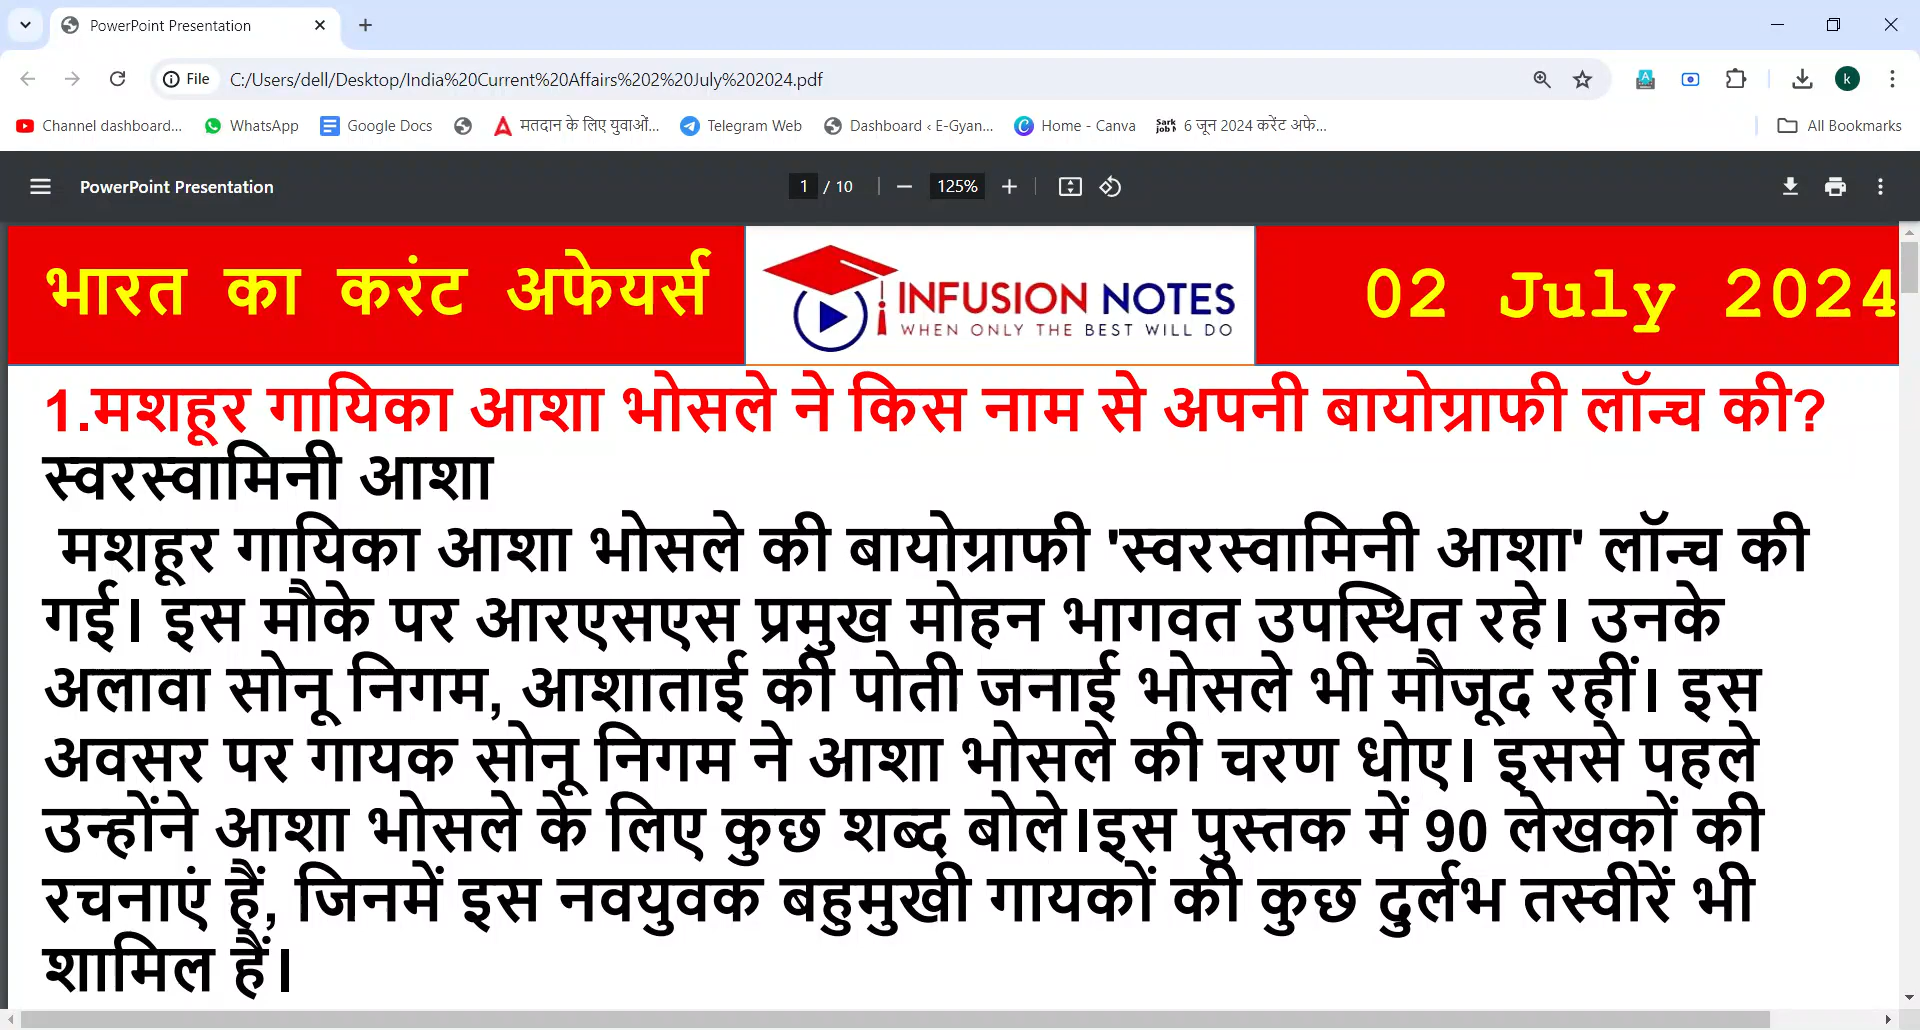 PowerPoint Presentation
File
C:/Users/dell/Desktop/India%20Current%20Affairs%202%20July%202024.pdf
k
Channel dashboard...
WhatsApp
Google Docs
मतदान के लिए युवाओं...
Telegram Web
Dashboard ‹ E-Gyan...
Home - Canva
Sark job
6 जून 2024 करेंट अफे...
All Bookmarks
PowerPoint Presentation
1 / 10
125%
भारत का करंट अफेयर्स
INFUSION NOTES
WHEN ONLY THE BEST WILL DO
02 July 2024
1.मशहूर गायिका आशा भोसले ने किस नाम से अपनी बायोग्राफी लॉन्च की?
स्वरस्वामिनी आशा
मशहूर गायिका आशा भोसले की बायोग्राफी 'स्वरस्वामिनी आशा' लॉन्च की
गई। इस मौके पर आरएसएस प्रमुख मोहन भागवत उपस्थित रहे। उनके
अलावा सोनू निगम, आशाताई की पोती जनाई भोसले भी मौजूद रहीं। इस
अवसर पर गायक सोनू निगम ने आशा भोसले की चरण धोए। इससे पहले
उन्होंने आशा भोसले के लिए कुछ शब्द बोले।इस पुस्तक में 90 लेखकों की
रचनाएं हैं, जिनमें इस नवयुवक बहुमुखी गायकों की कुछ दुर्लभ तस्वीरें भी
शामिल हैं।